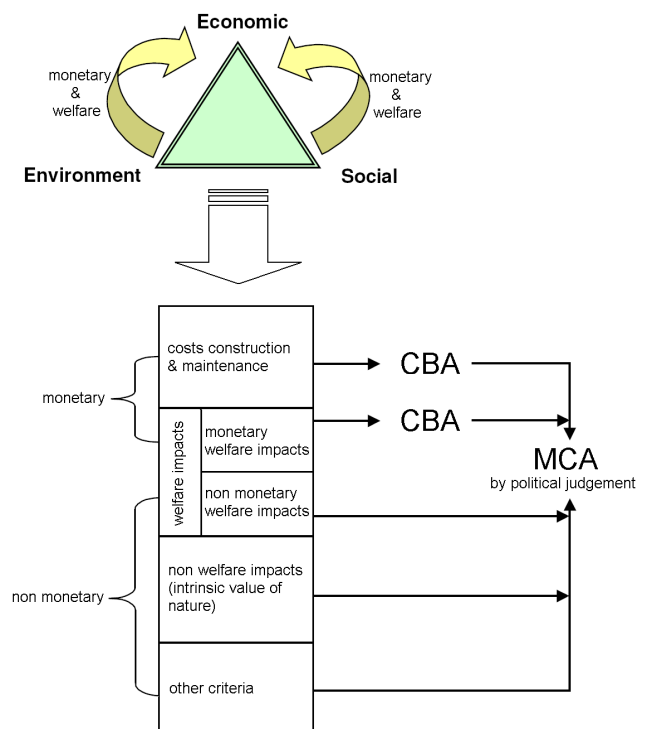 Economic
monetary
&
welfare
monetary
&
welfare
Environment
Social
costs construction
& maintenance
CBA
monetary
welfare impacts
monetary
welfare impacts
CBA
MCA
by political judgement
non monetary
welfare impacts
non monetary
non welfare impacts
(intrinsic value of
nature)
other criteria